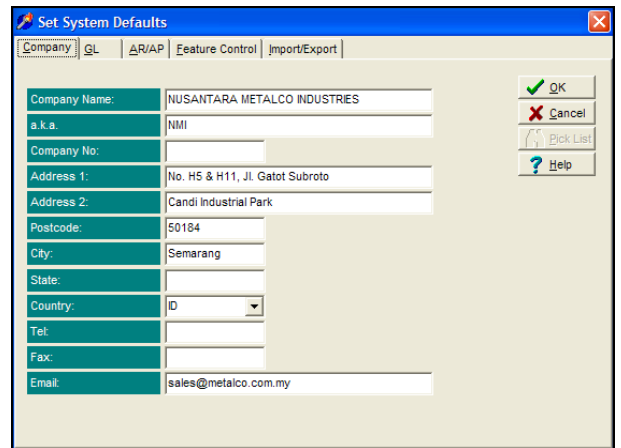 Set System Defaults
Company GL AR/AP Feature Control Import/Export
OK
Company Name: NUSANTARA METALCO INDUSTRIES
Cancel
a.k.a. NMI
Pick List
Company No:
Help
Address 1: No. H5 & H11, Jl. Gatot Subroto
Address 2: Candi Industrial Park
Postcode: 50184
City: Semarang
State:
Country: ID
Tel:
Fax:
Email: sales@metalco.com.my